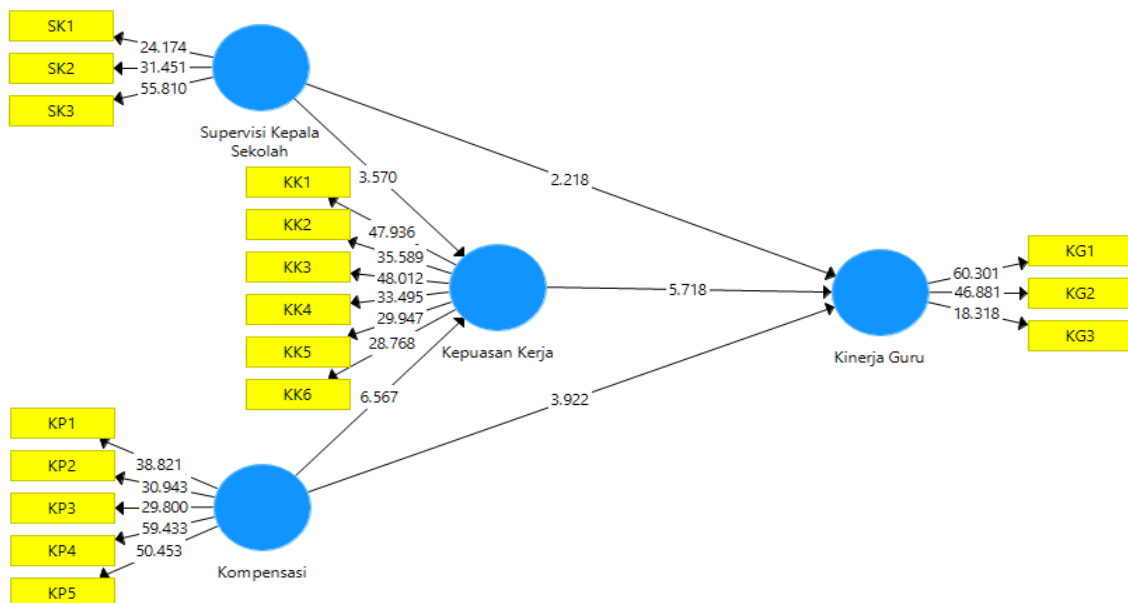 SK1
24.174
SK2
31.451
SK3
55.810
Supervisi Kepala
Sekolah
3.570
2.218
KK1
47.936
KK2
35.589
KK3
48.012
KK4
33.495
KK5
29.947
KK6
28.768
Kepuasan Kerja
5.718
6.567
3.922
KG1
60.301
KG2
46.881
KG3
18.318
Kinerja Guru
KP1
38.821
KP2
30.943
KP3
29.800
KP4
59.433
KP5
50.453
Kompensasi